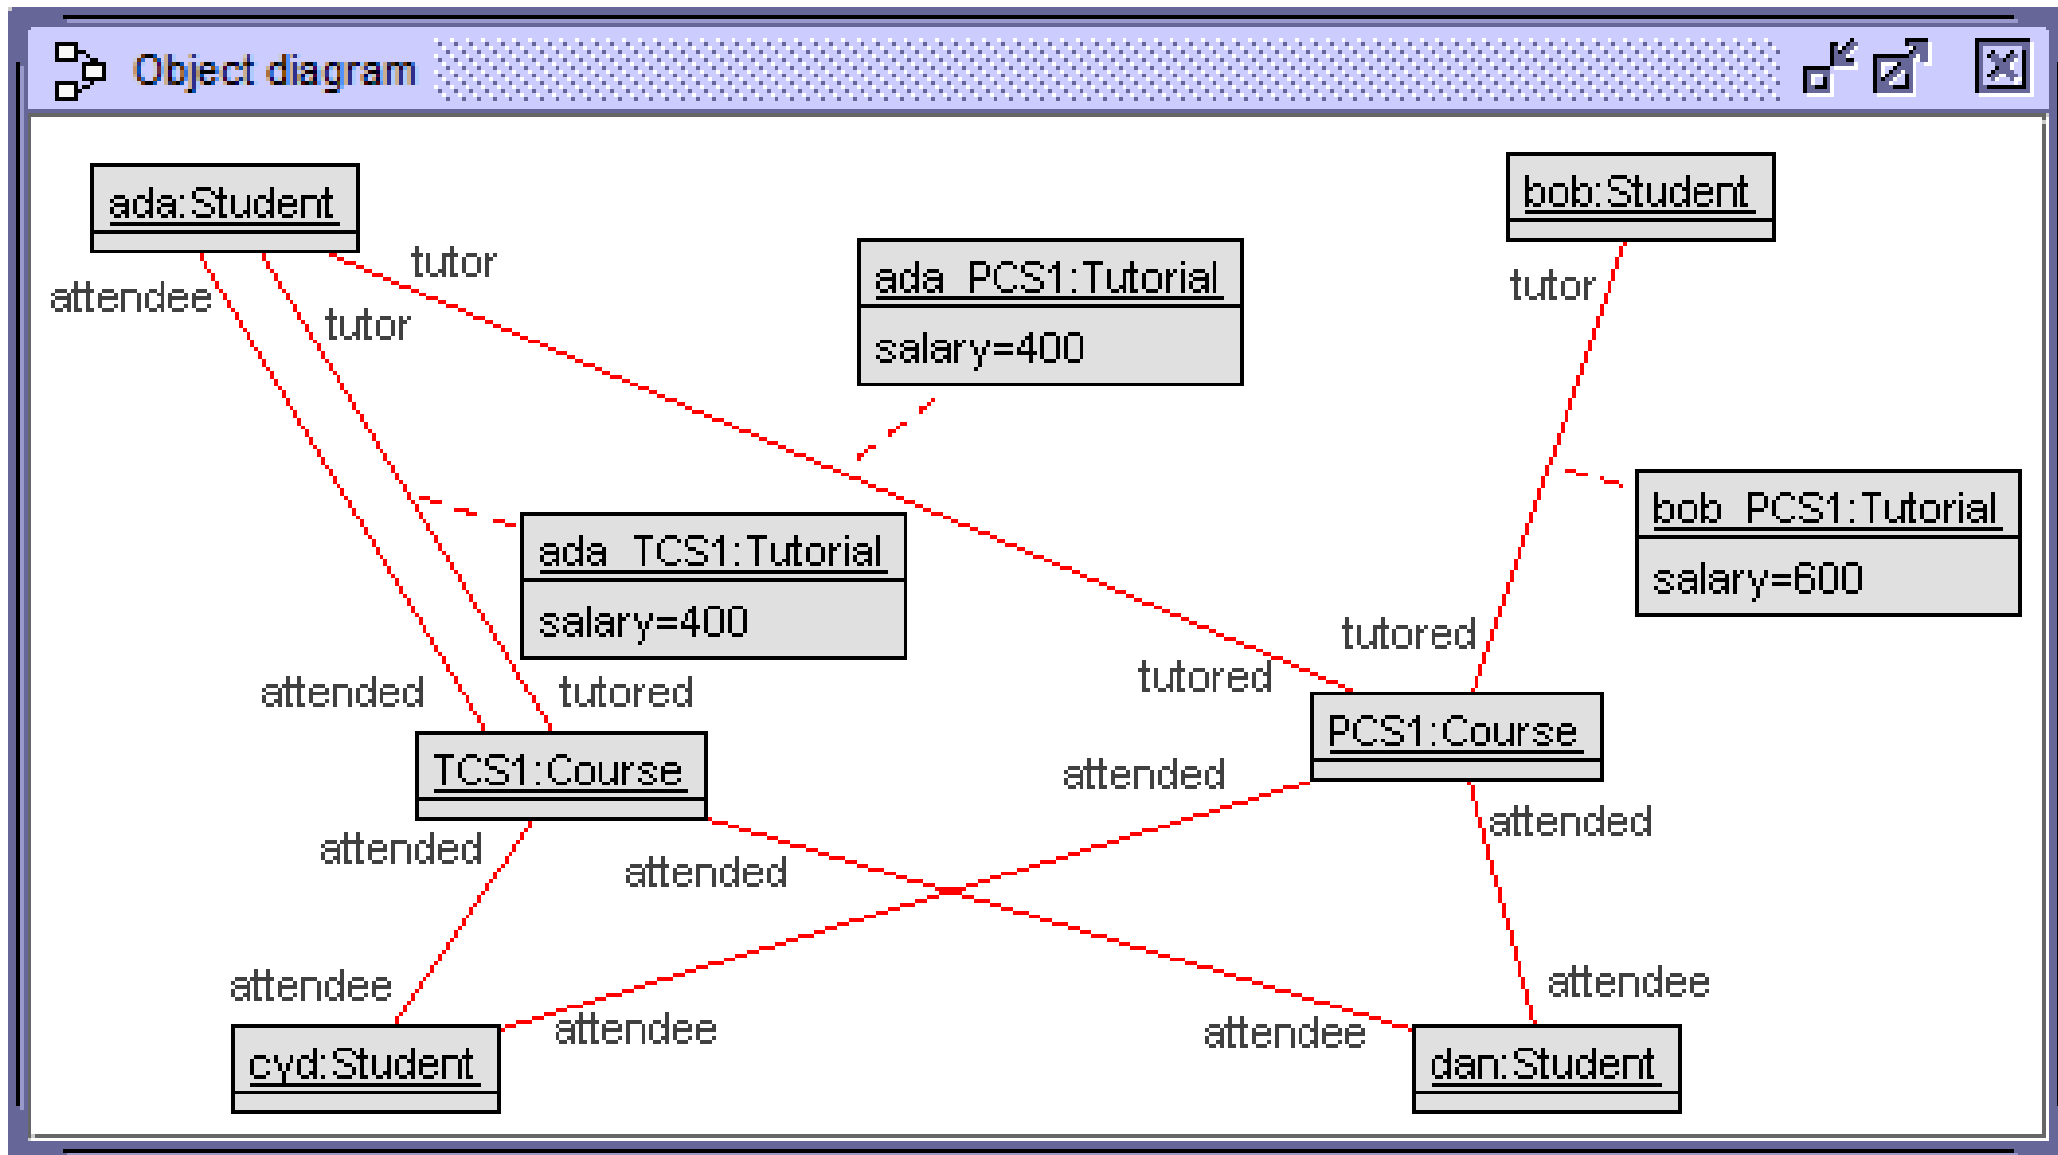 Object diagram
ada:Student
bob:Student
tutor
ada_PCS1:Tutorial
attendee
tutor
tutor
salary=400
bob_PCS1:Tutorial
ada_TCS1:Tutorial
salary=600
salary=400
tutored
tutored
attended
tutored
PCS1:Course
TCS1:Course
attended
attended
attended
attended
attendee
attendee
attendee
attendee
cyd:Student
dan:Student